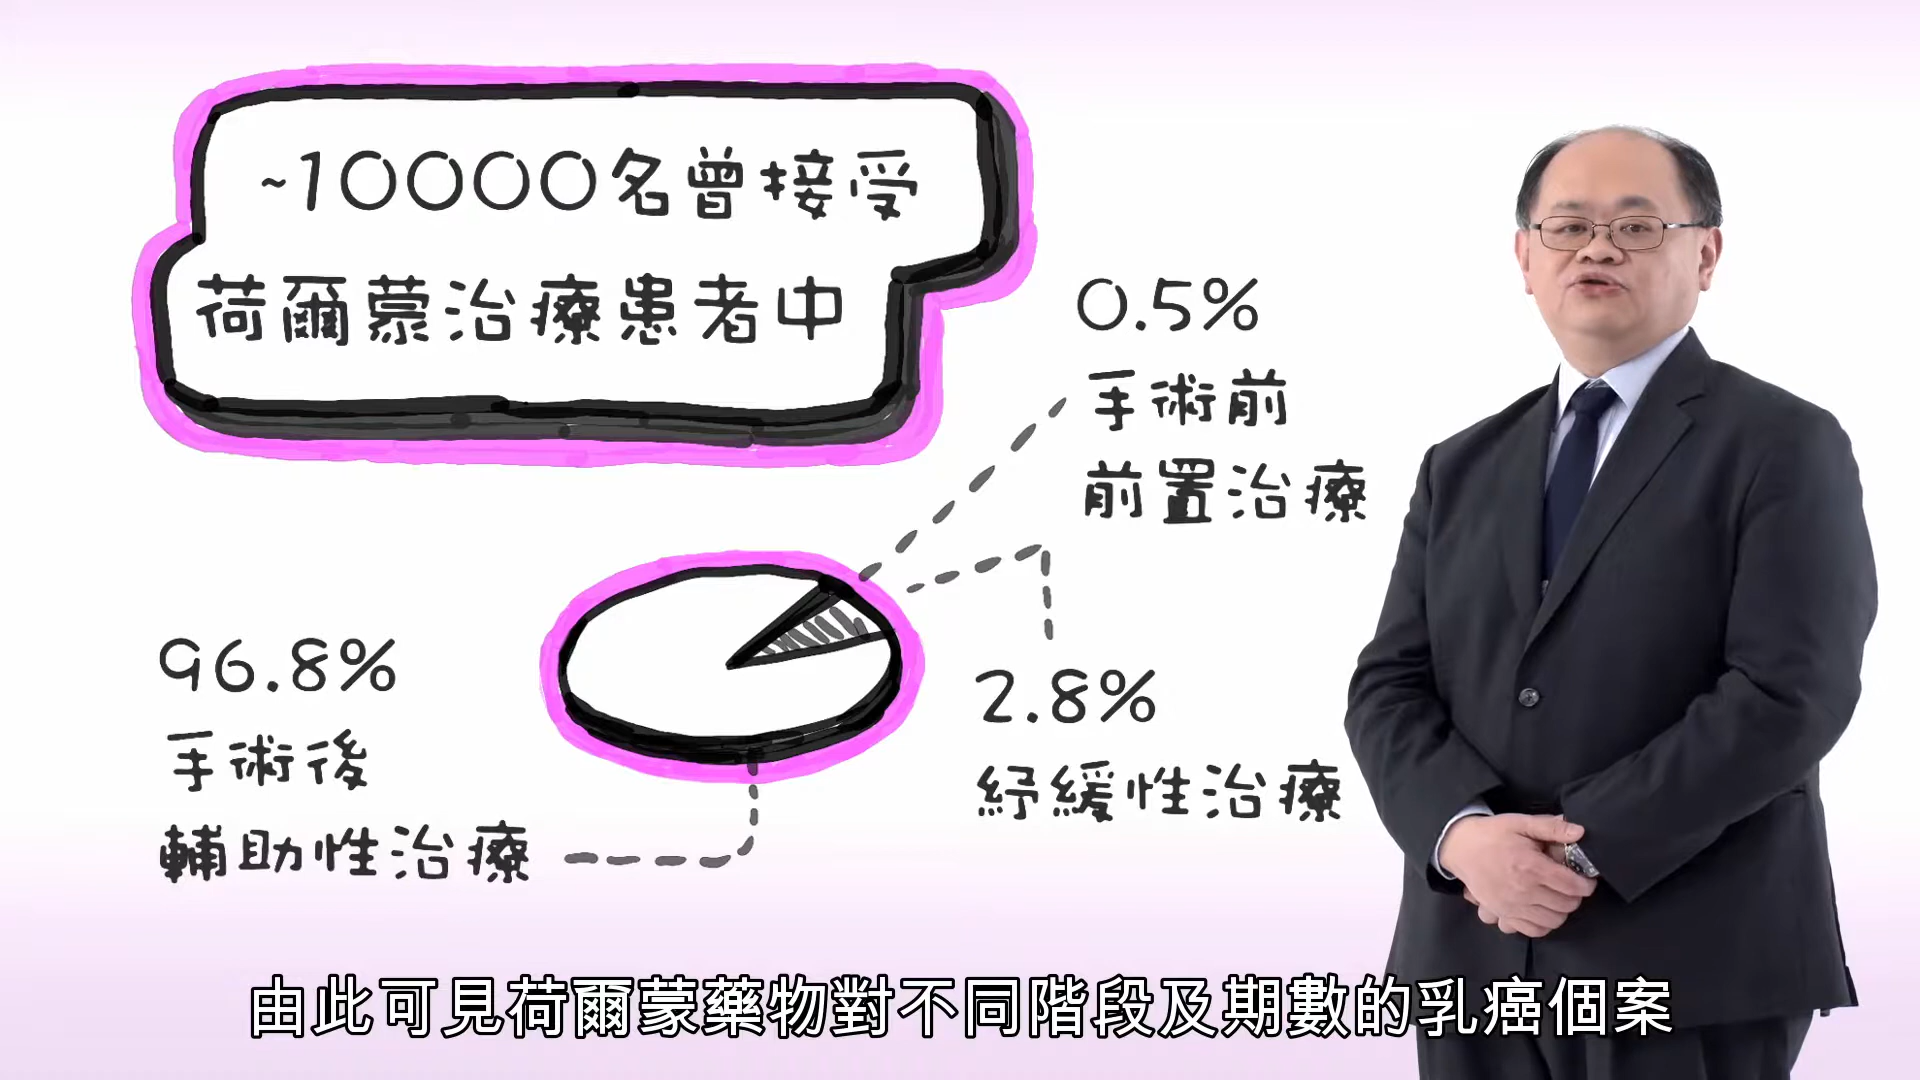 ~10000名曾接受
荷爾蒙治療患者中
0.5%
手術前
前置治療
96.8%
手術後
輔助性治療
2.8%
紓緩性治療
由此可見荷爾蒙藥物對不同階段及期數的乳癌個案